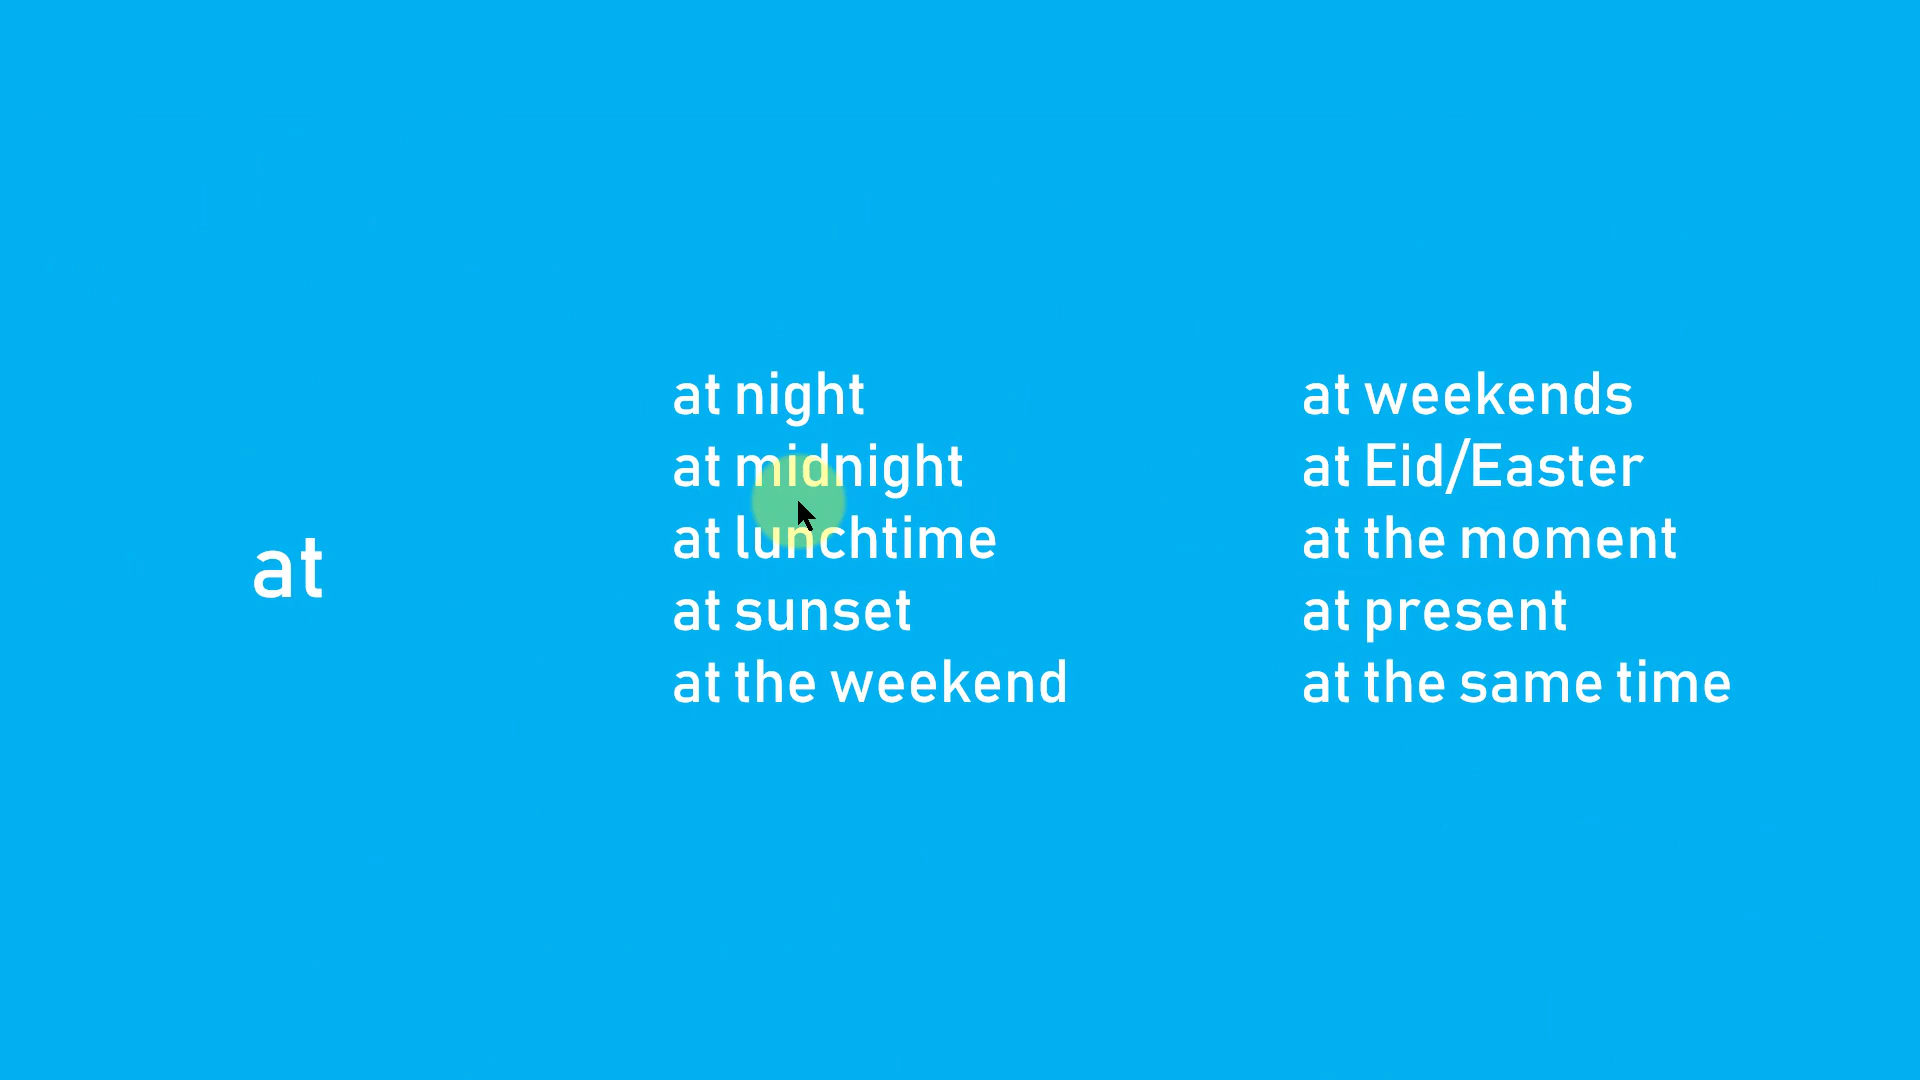 at
at night
at midnight
at lunchtime
at sunset
at the weekend
at weekends
at Eid/Easter
at the moment
at present
at the same time